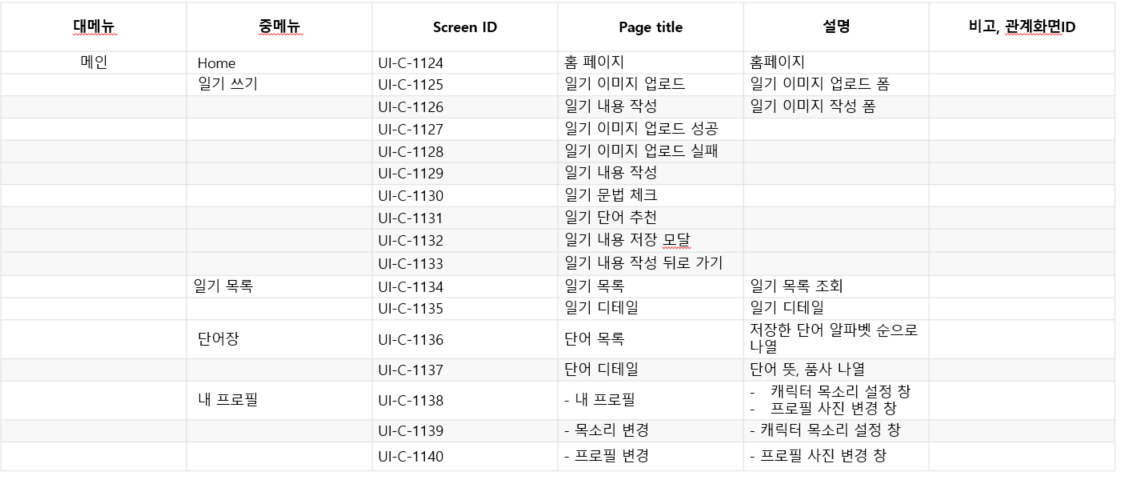 대메뉴 중메뉴 Screen ID Page title 설명 비고, 관계화면ID
메인 Home UI-C-1124 홈 페이지 홈페이지
일기 쓰기 UI-C-1125 일기 이미지 업로드 일기 이미지 업로드 폼
UI-C-1126 일기 내용 작성 일기 이미지 작성 폼
UI-C-1127 일기 이미지 업로드 성공
UI-C-1128 일기 이미지 업로드 실패
UI-C-1129 일기 내용 작성
UI-C-1130 일기 문법 체크
UI-C-1131 일기 단어 추천
UI-C-1132 일기 내용 저장 모달
UI-C-1133 일기 내용 작성 뒤로 가기
일기 목록 UI-C-1134 일기 목록 일기 목록 조회
UI-C-1135 일기 디테일 일기 디테일
단어장 UI-C-1136 단어 목록 저장한 단어 알파벳 순으로
나열
UI-C-1137 단어 디테일 단어 뜻, 품사 나열
내 프로필 UI-C-1138 - 내 프로필 - 캐릭터 목소리 설정 창
- 프로필 사진 변경 창
UI-C-1139 - 목소리 변경 - 캐릭터 목소리 설정 창
UI-C-1140 - 프로필 변경 - 프로필 사진 변경 창